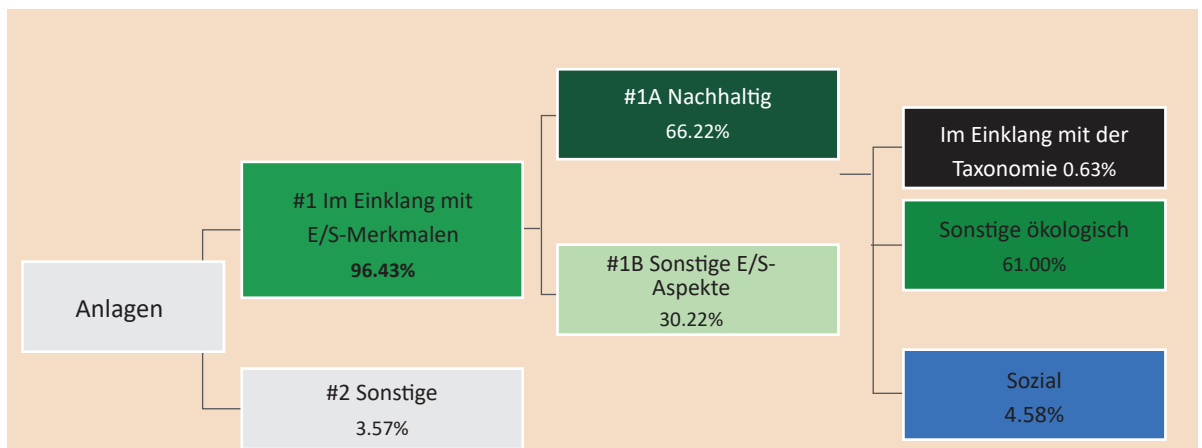 Anlagen
#1 Im Einklang mit
E/S-Merkmalen
96.43%
#2 Sonstige
3.57%
#1A Nachhaltig
66.22%
#1B Sonstige E/S-
Aspekte
30.22%
Im Einklang mit der
Taxonomie 0.63%
Sonstige ökologisch
61.00%
Sozial
4.58%